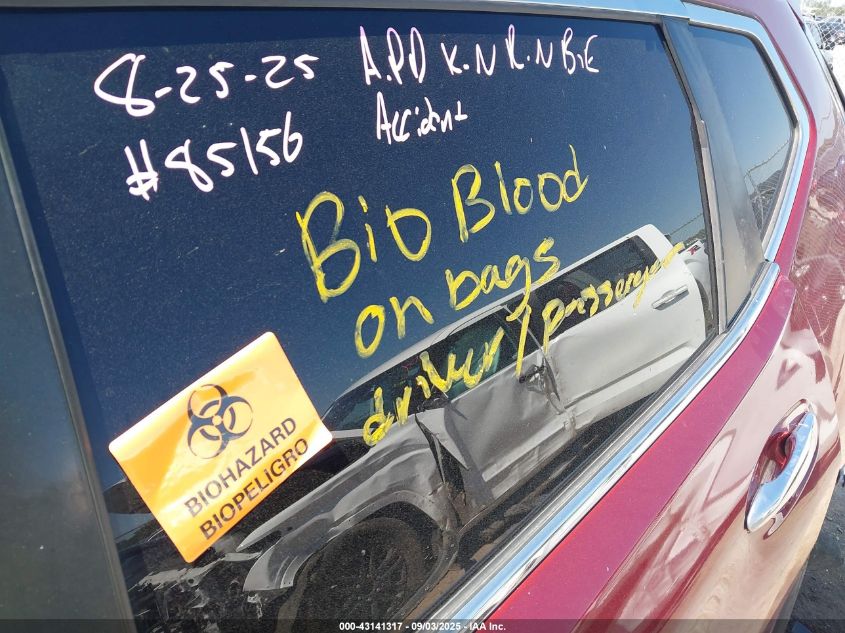 8-25-25 A.P.D K.N R.N B&E
#85156 Accident
Bio Blood
on bags
driver/passenger
BIOHAZARD
BIOPELIGRO
000-43141317 - 09/03/2025 - IAA, Inc.